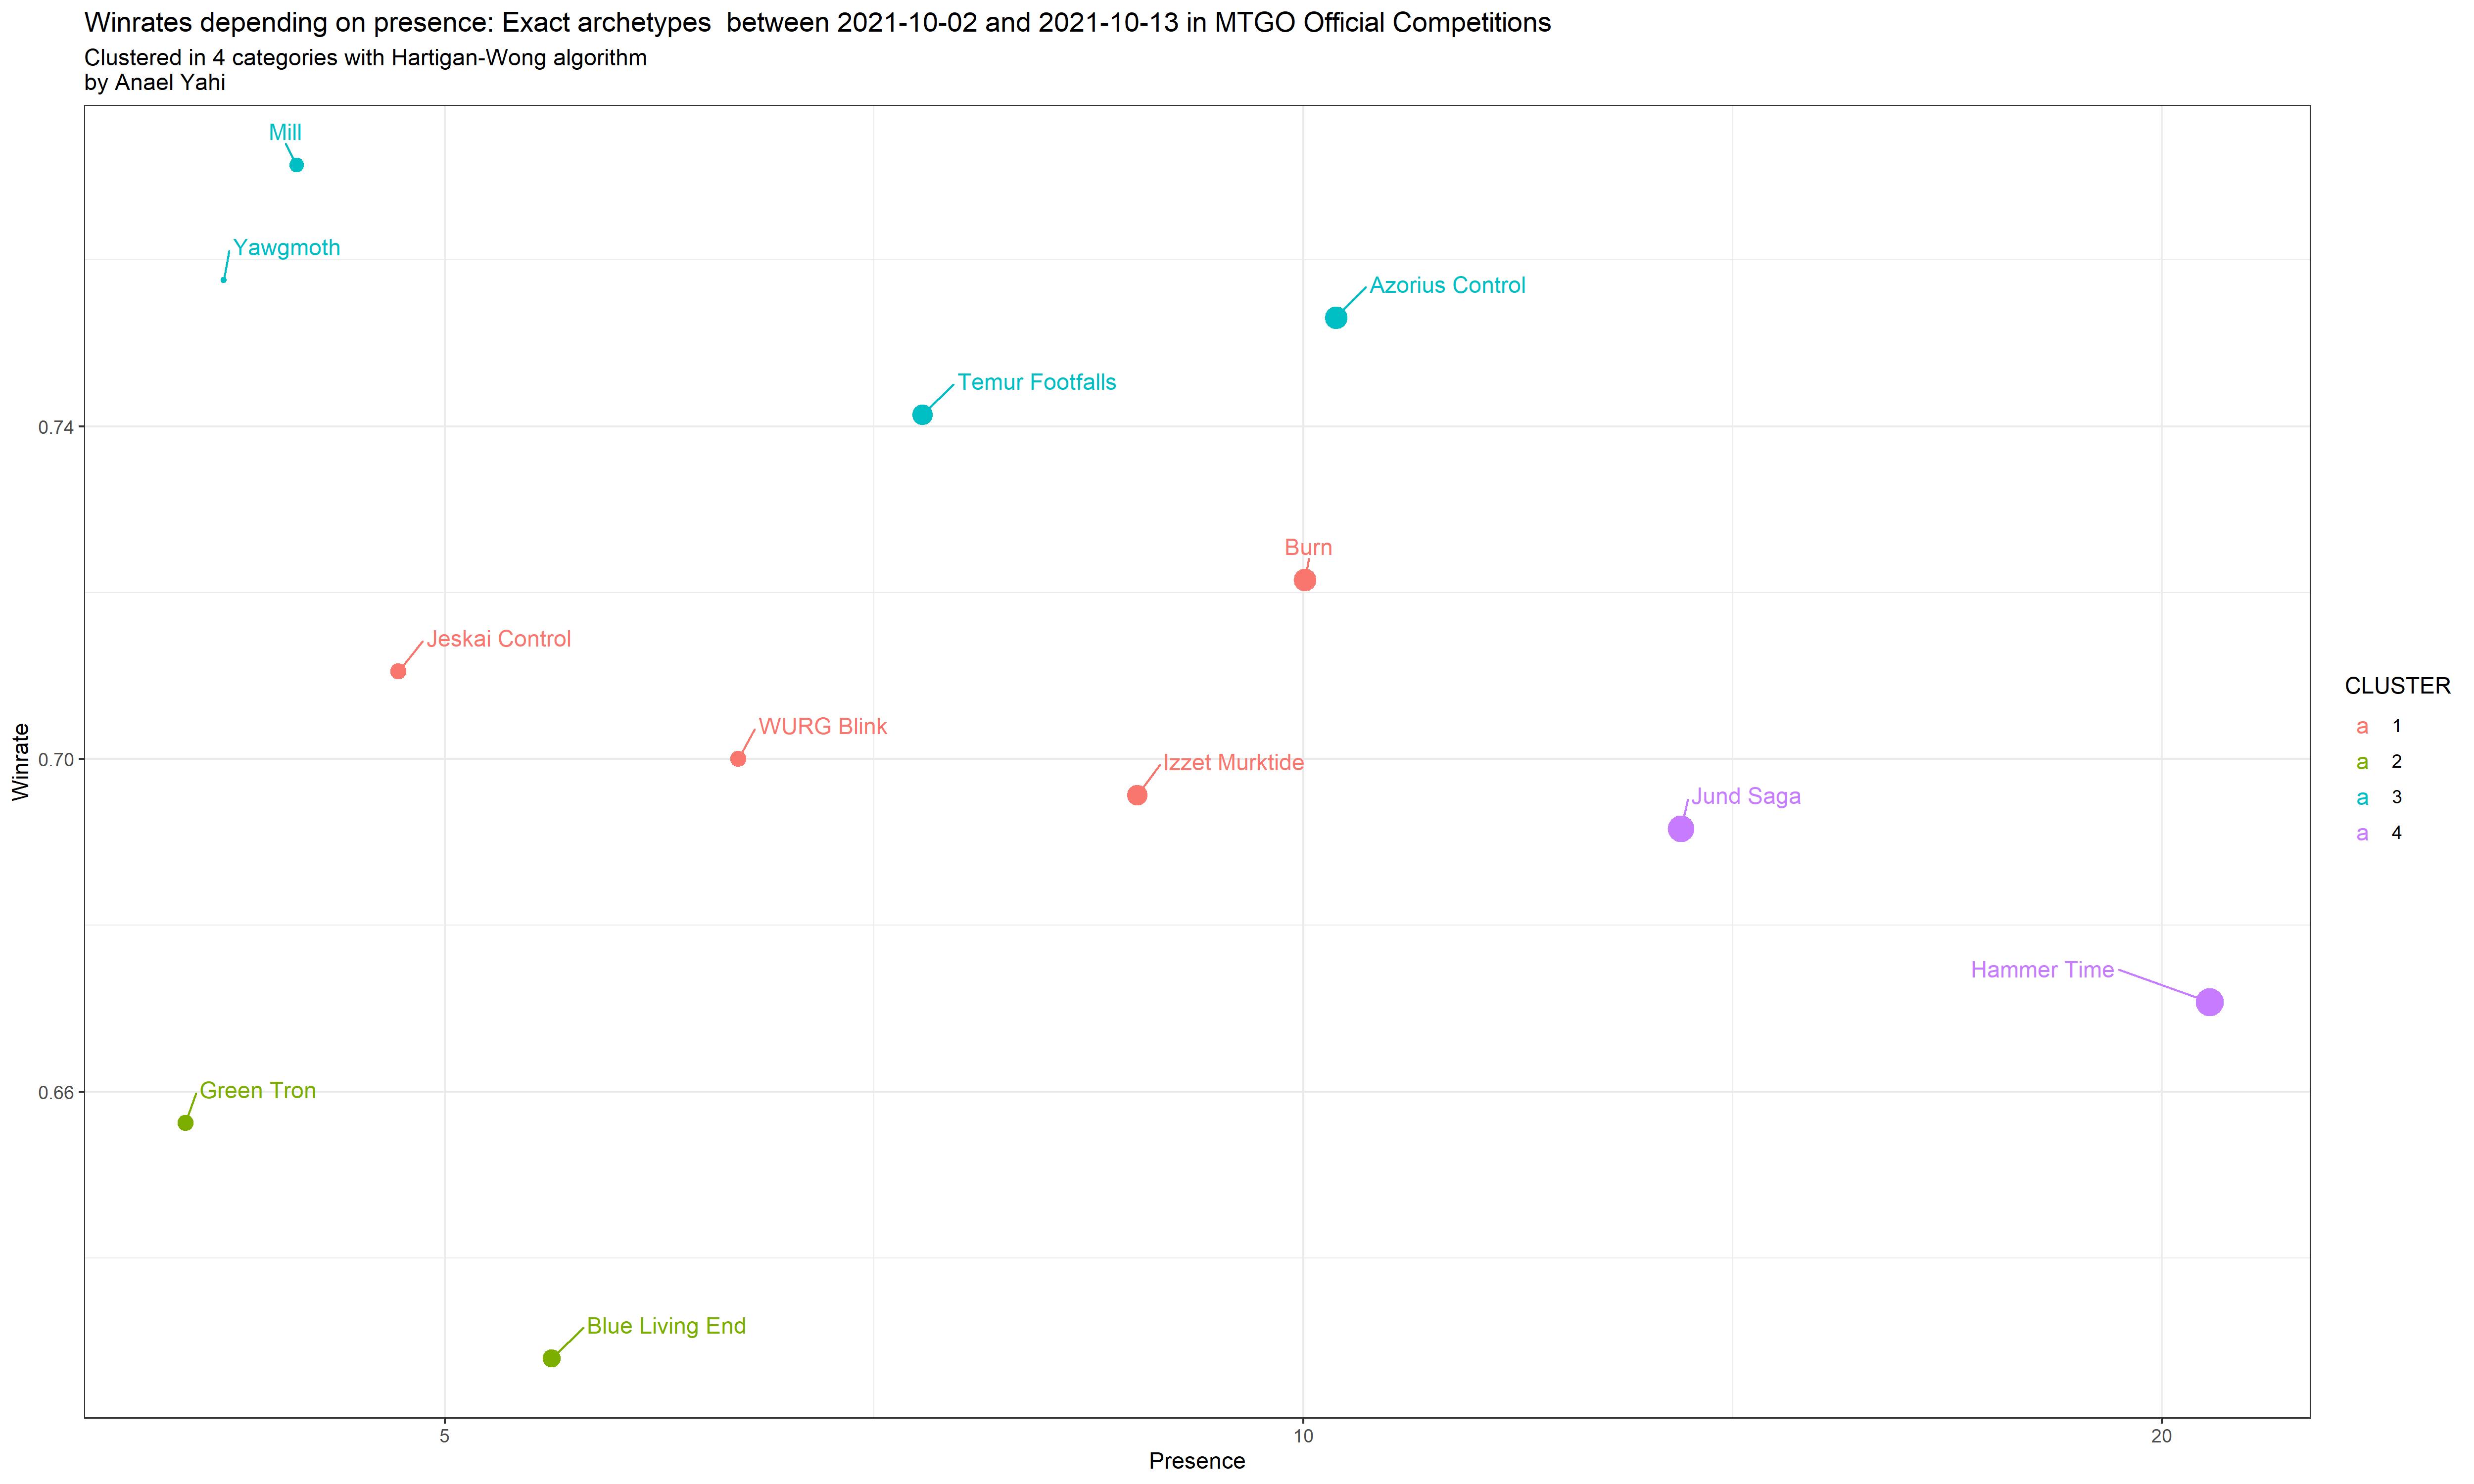 Winrates depending on presence: Exact archetypes  between 2021-10-02 and 2021-10-13 in MTGO Official Competitions
Clustered in 4 categories with Hartigan-Wong algorithm
by Anael Yahi
Mill
Yawgmoth
Azorius Control
Temur Footfalls
0.74
Burn
Jeskai Control
WURG Blink
Winrate
0.70
Izzet Murktide
Jund Saga
Hammer Time
0.66
Green Tron
Blue Living End
5
10
20
Presence
CLUSTER
a 1
a 2
a 3
a 4